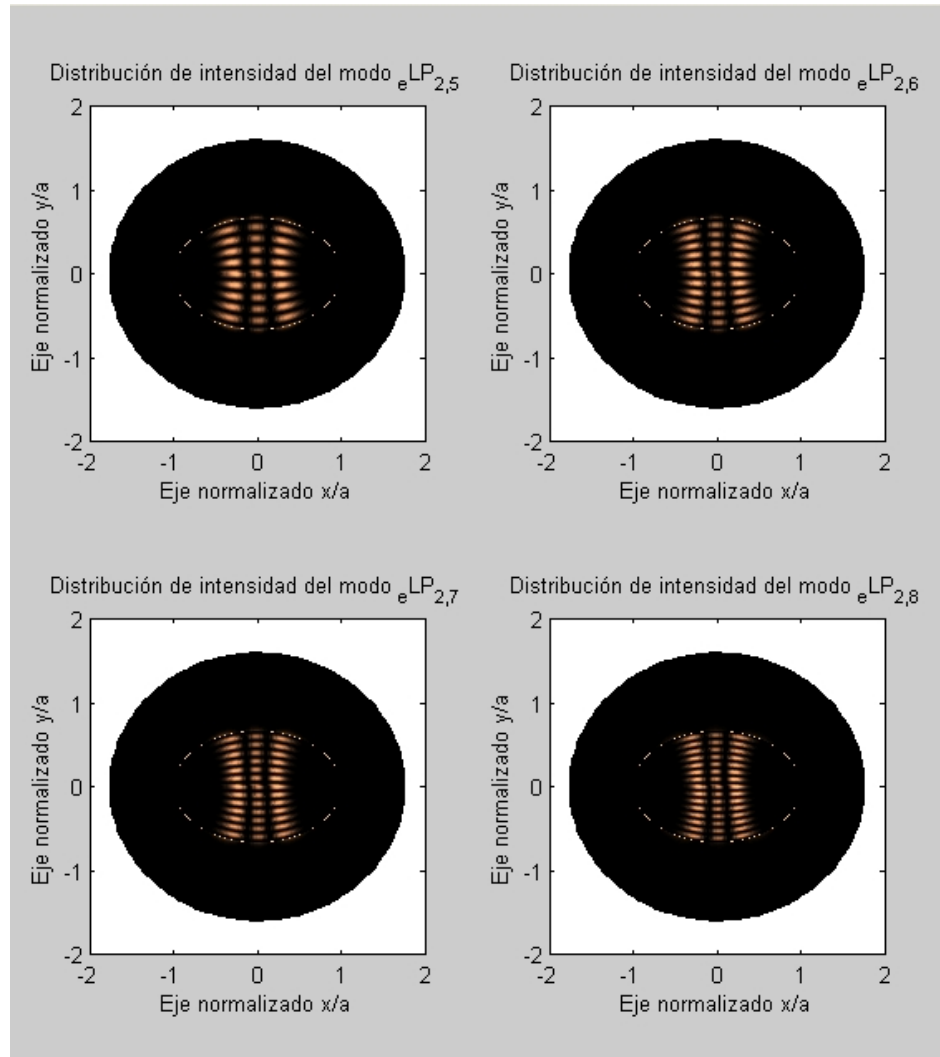 Distribución de intensidad del modo eLP2,5
2
1
0
-1
-2
Eje normalizado y/a
-2 -1 0 1 2
Eje normalizado x/a
Distribución de intensidad del modo eLP2,6
2
1
0
-1
-2
Eje normalizado y/a
-2 -1 0 1 2
Eje normalizado x/a
Distribución de intensidad del modo eLP2,7
2
1
0
-1
-2
Eje normalizado y/a
-2 -1 0 1 2
Eje normalizado x/a
Distribución de intensidad del modo eLP2,8
2
1
0
-1
-2
Eje normalizado y/a
-2 -1 0 1 2
Eje normalizado x/a